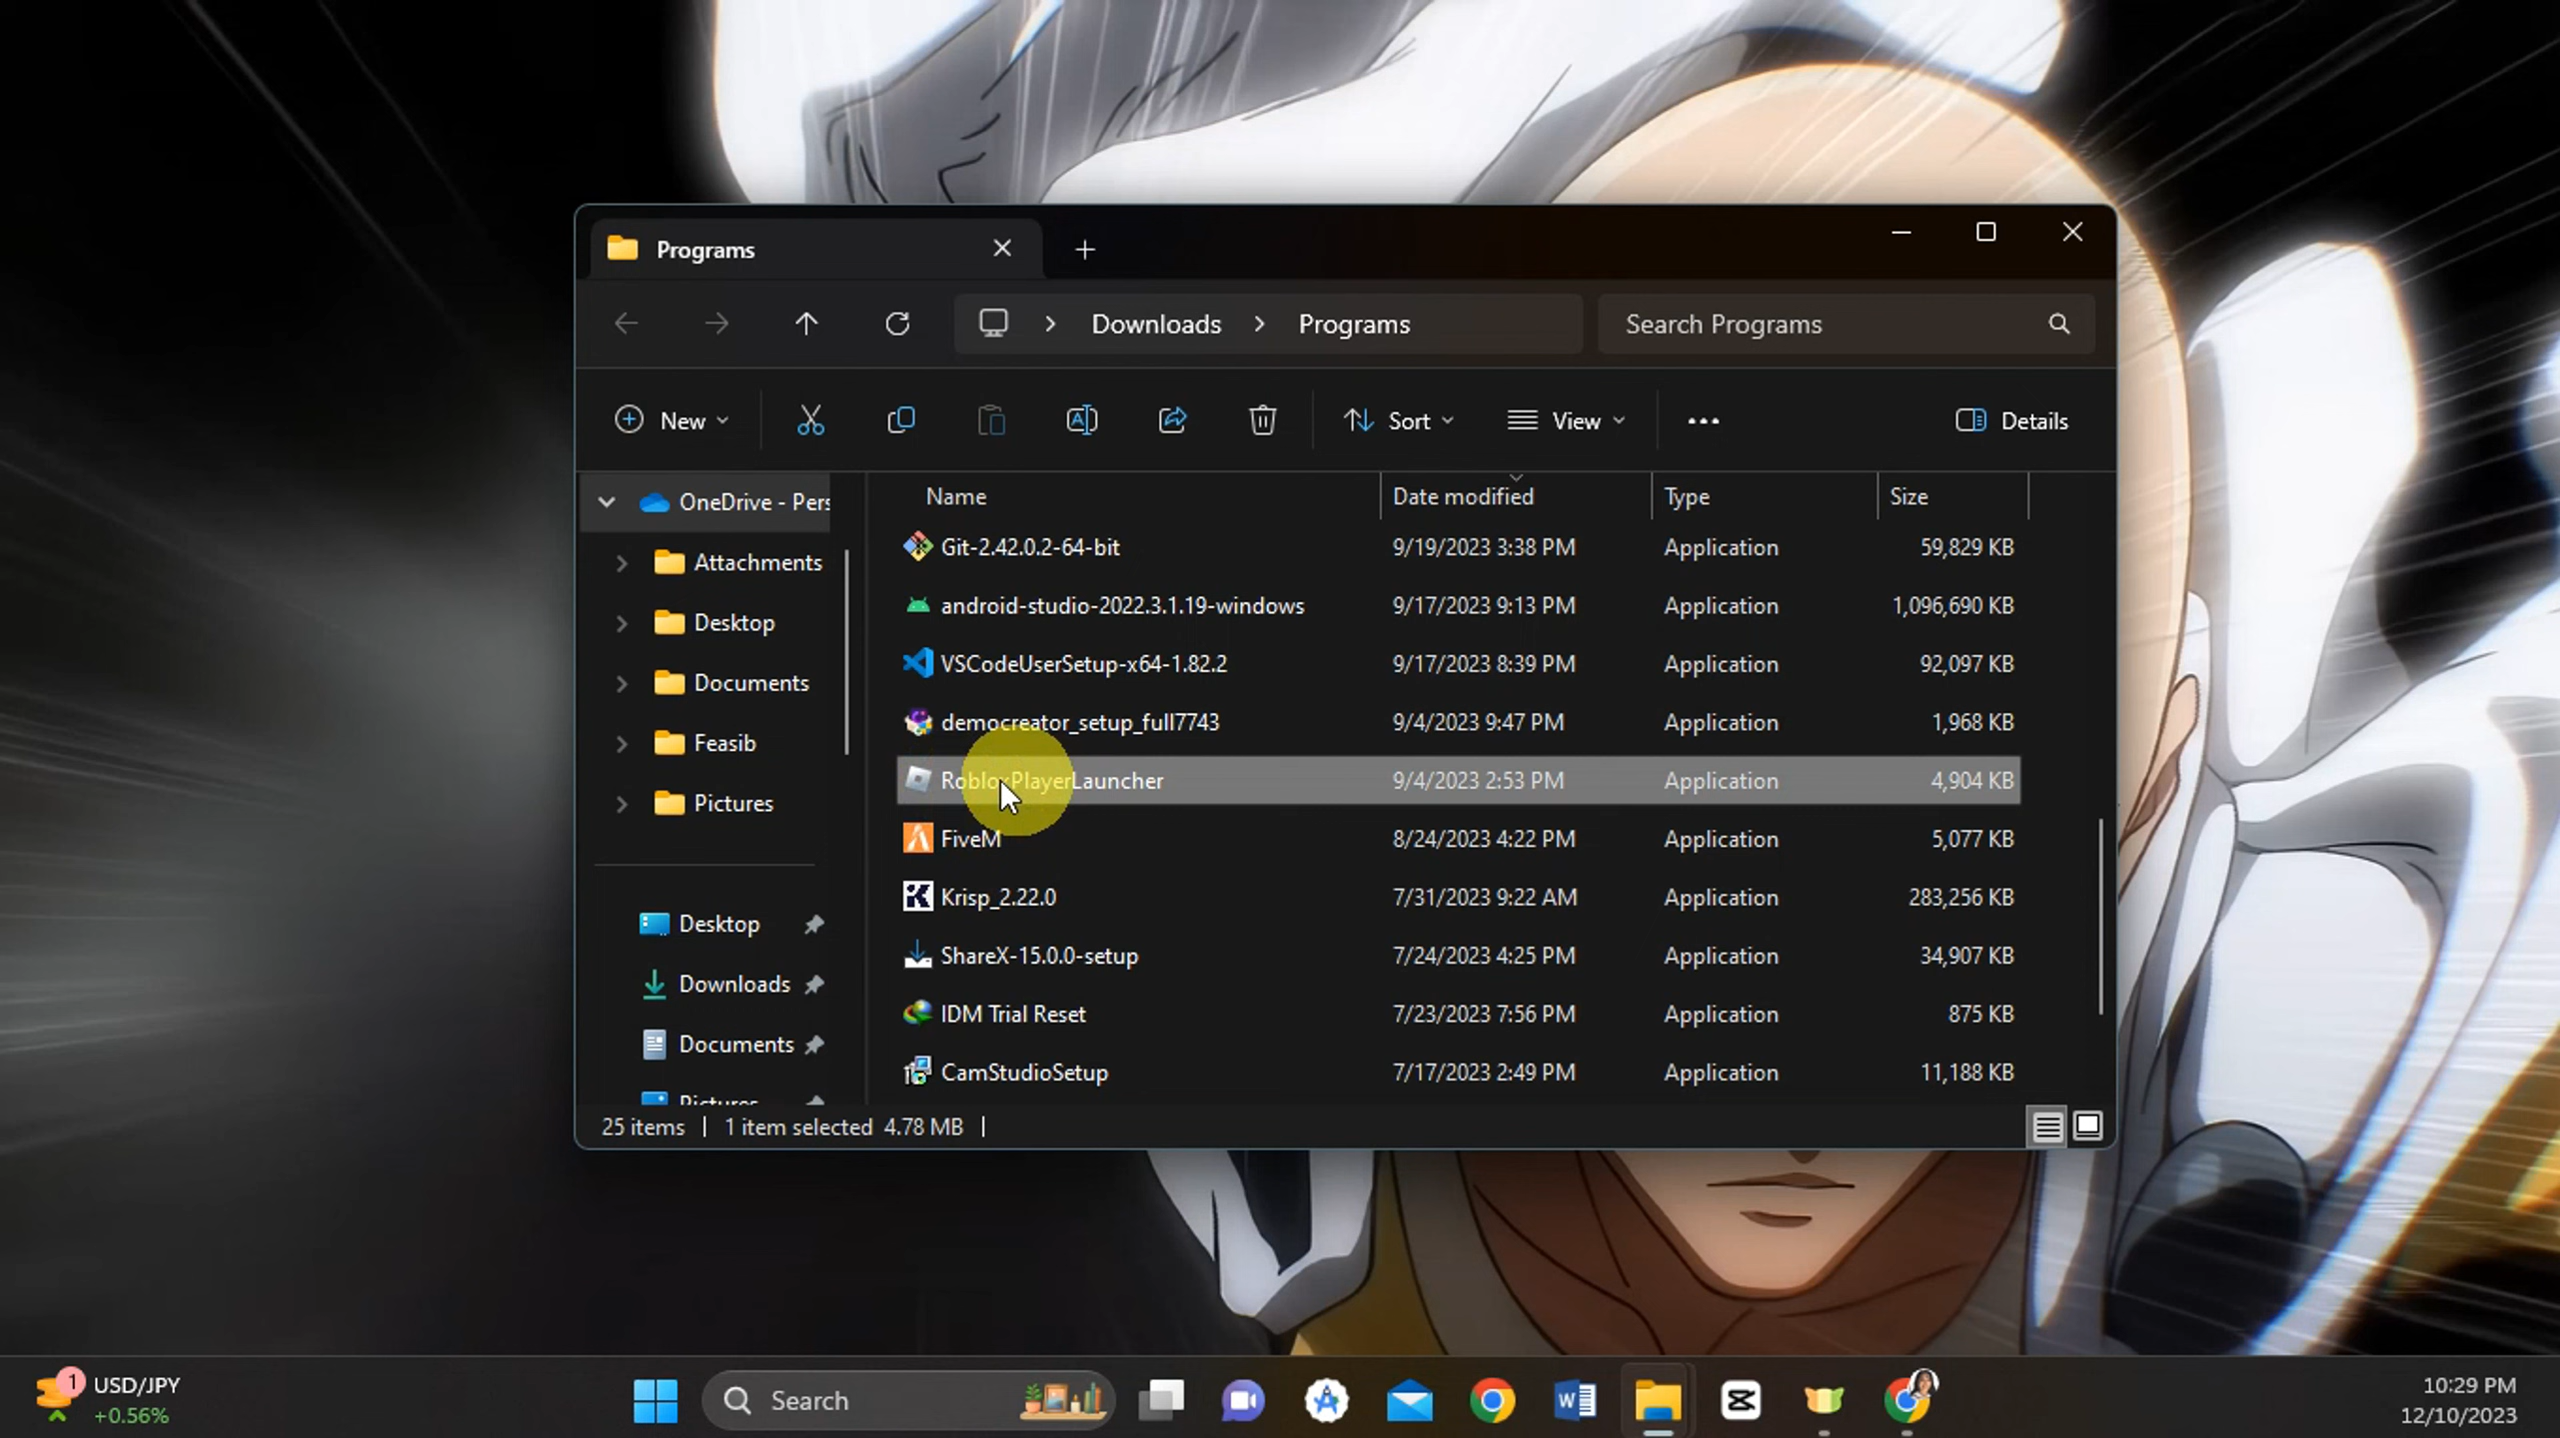 Programs
Downloads > Programs
Search Programs
New
Sort
View
Details
OneDrive - Pers
Attachments
Desktop
Documents
Feasib
Pictures
Desktop
Downloads
Documents
Pictures
Name Date modified Type Size
Git-2.42.0.2-64-bit 9/19/2023 3:38 PM Application 59,829 KB
android-studio-2022.3.1.19-windows 9/17/2023 9:13 PM Application 1,096,690 KB
VSCodeUserSetup-x64-1.82.2 9/17/2023 8:39 PM Application 92,097 KB
democreator_setup_full7743 9/4/2023 9:47 PM Application 1,968 KB
RobloxPlayerLauncher 9/4/2023 2:53 PM Application 4,904 KB
FiveM 8/24/2023 4:22 PM Application 5,077 KB
Krisp_2.22.0 7/31/2023 9:22 AM Application 283,256 KB
ShareX-15.0.0-setup 7/24/2023 4:25 PM Application 34,907 KB
IDM Trial Reset 7/23/2023 7:56 PM Application 875 KB
CamStudioSetup 7/17/2023 2:49 PM Application 11,188 KB
25 items | 1 item selected 4.78 MB |
1
USD/JPY
+0.56%
Search
10:29 PM
12/10/2023